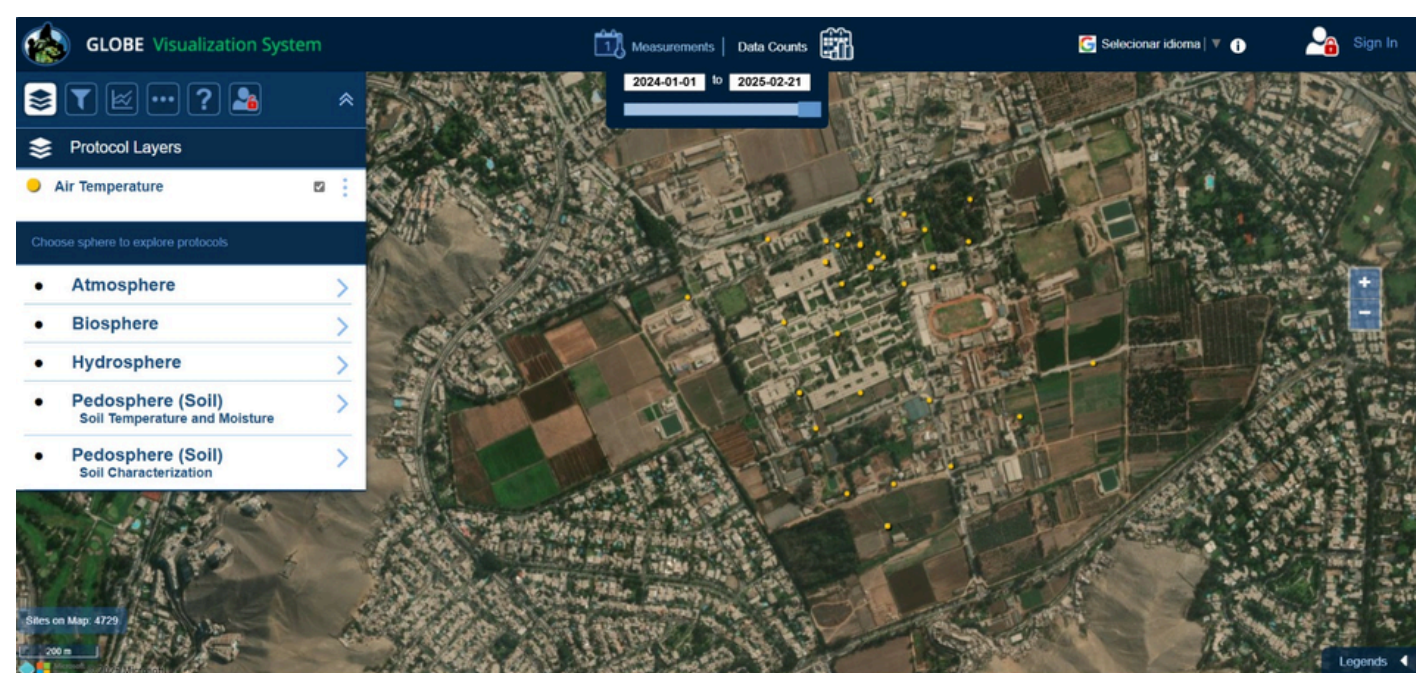 GLOBE Visualization System
1 Measurements | Data Counts
Selecionar idioma | ▼
Sign In
2024-01-01 to 2025-02-21
Protocol Layers
Air Temperature
Choose sphere to explore protocols
Atmosphere
Biosphere
Hydrosphere
Pedosphere (Soil)
Soil Temperature and Moisture
Pedosphere (Soil)
Soil Characterization
Sites on Map: 4729
200 m
Legends